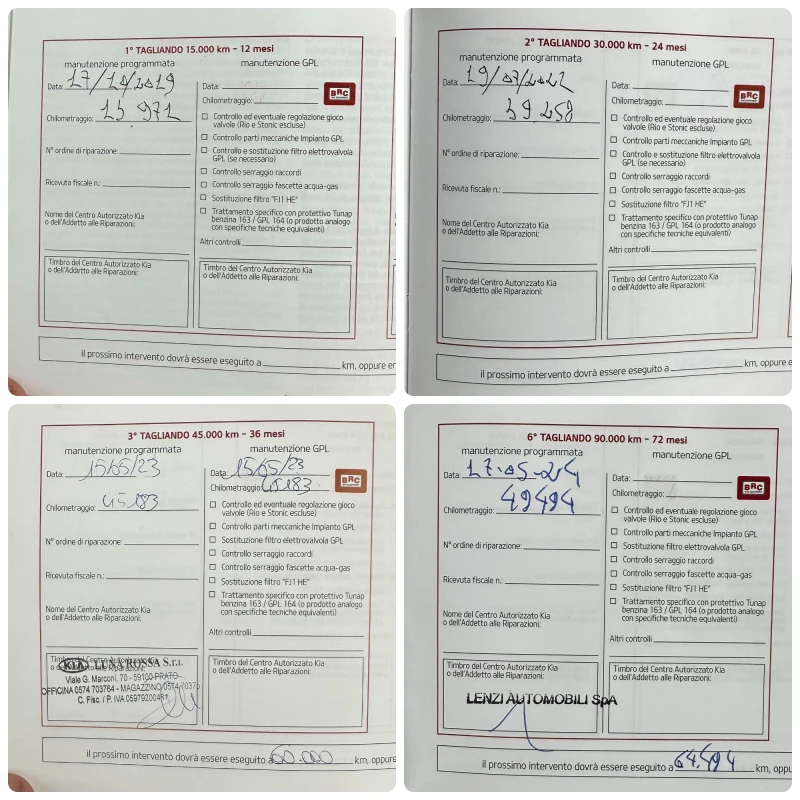 1° TAGLIANDO 15.000 km – 12 mesi
manutenzione programmata
Data: 17/10/2019
Chilometraggio: 15 971
N° ordine di riparazione:
Ricevuta fiscale n.:
Nome del Centro Autorizzato Kia
o dell'Addetto alle Riparazioni:
Timbro del Centro Autorizzato Kia
o dell'Addetto alle Riparazioni:
manutenzione GPL
Data:
Chilometraggio:
BRC
Controllo ed eventuale regolazione gioco
valvole (Rio e Stonic escluse)
Controllo parti meccaniche Impianto GPL
Controllo e sostituzione filtro elettrovalvola
GPL (se necessario)
Controllo serraggio raccordi
Controllo serraggio fascette acqua-gas
Sostituzione filtro "FJ1 HE"
Trattamento specifico con protettivo Tunap
benzina 163 / GPL 164 (o prodotto analogo
con specifiche tecniche equivalenti)
Altri controlli
Timbro del Centro Autorizzato Kia
o dell'Addetto alle Riparazioni:
il prossimo intervento dovrà essere eseguito a km, oppure en
2° TAGLIANDO 30.000 km – 24 mesi
manutenzione programmata
Data: 19/07/2022
Chilometraggio: 39 258
N° ordine di riparazione:
Ricevuta fiscale n.:
Nome del Centro Autorizzato Kia
o dell'Addetto alle Riparazioni:
Timbro del Centro Autorizzato Kia
o dell'Addetto alle Riparazioni:
manutenzione GPL
Data:
Chilometraggio:
BRC
Controllo ed eventuale regolazione gioco
valvole (Rio e Stonic escluse)
Controllo parti meccaniche Impianto GPL
Controllo e sostituzione filtro elettrovalvola
GPL (se necessario)
Controllo serraggio raccordi
Controllo serraggio fascette acqua-gas
Sostituzione filtro "FJ1 HE"
Trattamento specifico con protettivo Tunap
benzina 163 / GPL 164 (o prodotto analogo
con specifiche tecniche equivalenti)
Altri controlli
Timbro del Centro Autorizzato Kia
o dell'Addetto alle Riparazioni:
il prossimo intervento dovrà essere eseguito a km, oppure e
3° TAGLIANDO 45.000 km – 36 mesi
manutenzione programmata
Data: 15/05/23
Chilometraggio: 45183
N° ordine di riparazione:
Ricevuta fiscale n.:
Nome del Centro Autorizzato Kia
o dell'Addetto alle Riparazioni:
Timbro del Centro Autorizzato Kia
o dell'Addetto alle Riparazioni:
KIA LUNA ROSSA S.r.l.
Viale G. Marconi, 70 - 59100 PRATO
OFFICINA 0574 703764 - MAGAZZINO 0574
C. Fisc. / P. IVA
manutenzione GPL
Data: 15/05/23
Chilometraggio: 45183
BRC
Controllo ed eventuale regolazione gioco
valvole (Rio e Stonic escluse)
Controllo parti meccaniche Impianto GPL
Sostituzione filtro elettrovalvola GPL
Controllo serraggio raccordi
Controllo serraggio fascette acqua-gas
Sostituzione filtro "FJ1 HE"
Trattamento specifico con protettivo Tunap
benzina 163 / GPL 164 (o prodotto analogo
con specifiche tecniche equivalenti)
Altri controlli
Timbro del Centro Autorizzato Kia
o dell'Addetto alle Riparazioni:
il prossimo intervento dovrà essere eseguito a 60.000 km, oppu
6° TAGLIANDO 90.000 km – 72 mesi
manutenzione programmata
Data: 17-05-24
Chilometraggio: 49494
N° ordine di riparazione:
Ricevuta fiscale n.:
Nome del Centro Autorizzato Kia
o dell'Addetto alle Riparazioni:
Timbro del Centro Autorizzato Kia
o dell'Addetto alle Riparazioni:
LENZI AUTOMOBILI SpA
manutenzione GPL
Data:
Chilometraggio:
BRC
Controllo ed eventuale regolazione gioco
valvole (Rio e Stonic escluse)
Controllo parti meccaniche Impianto GPL
Sostituzione filtro elettrovalvola GPL
Controllo serraggio raccordi
Controllo serraggio fascette acqua-gas
Sostituzione filtro "FJ1 HE"
Trattamento specifico con protettivo Tunap
benzina 163 / GPL 164 (o prodotto analogo
con specifiche tecniche equivalenti)
Altri controlli
Timbro del Centro Autorizzato Kia
o dell'Addetto alle Riparazioni:
il prossimo intervento dovrà essere eseguito a 64.494 km, oppu